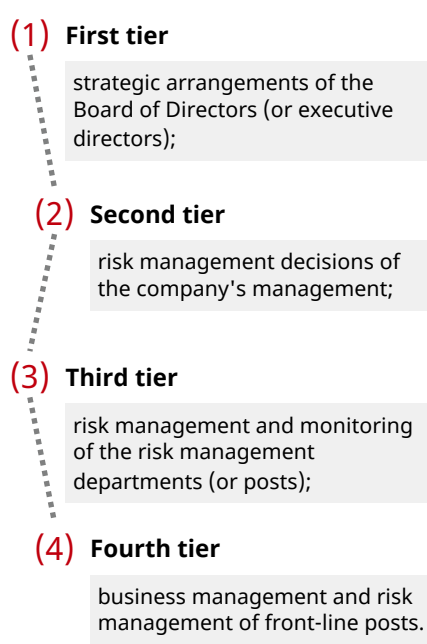 (1) First tier
strategic arrangements of the
Board of Directors (or executive
directors);
(2) Second tier
risk management decisions of
the company's management;
(3) Third tier
risk management and monitoring
of the risk management
departments (or posts);
(4) Fourth tier
business management and risk
management of front-line posts.